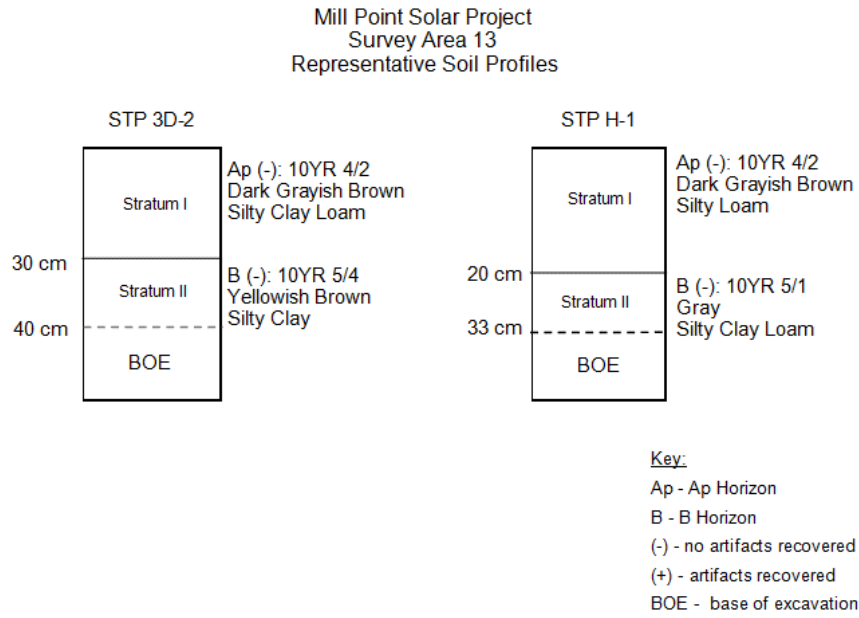 Mill Point Solar Project
Survey Area 13
Representative Soil Profiles
STP 3D-2
Stratum I
Ap (-): 10YR 4/2
Dark Grayish Brown
Silty Clay Loam
30 cm
Stratum II
B (-): 10YR 5/4
Yellowish Brown
Silty Clay
40 cm
BOE
STP H-1
Stratum I
Ap (-): 10YR 4/2
Dark Grayish Brown
Silty Loam
20 cm
Stratum II
B (-): 10YR 5/1
Gray
Silty Clay Loam
33 cm
BOE
Key:
Ap - Ap Horizon
B - B Horizon
(-) - no artifacts recovered
(+) - artifacts recovered
BOE - base of excavation